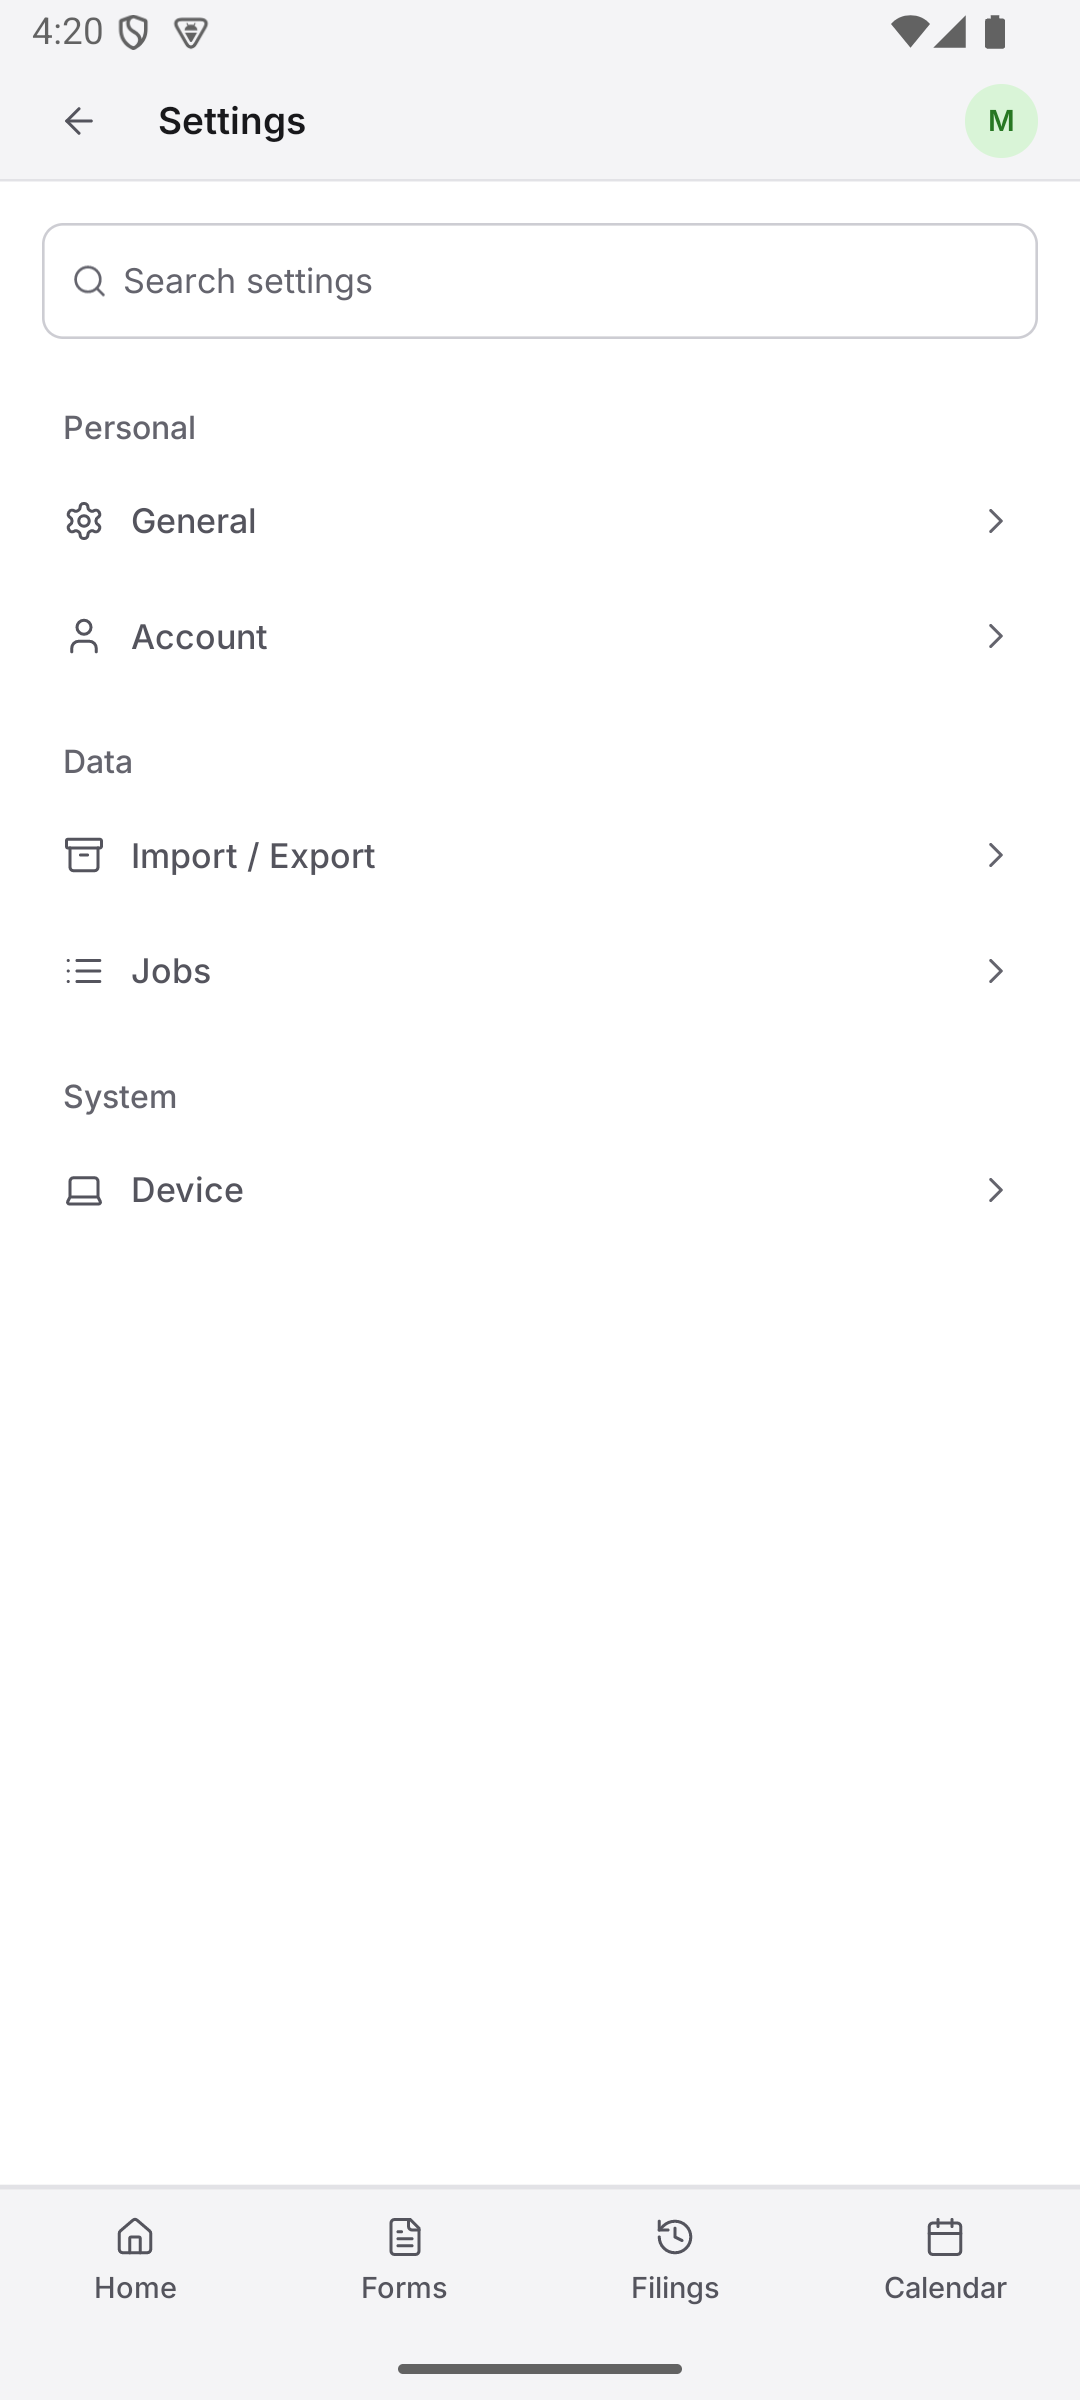 4:20
Settings
M
Search settings
Personal
General
Account
Data
Import / Export
Jobs
System
Device
Home
Forms
Filings
Calendar